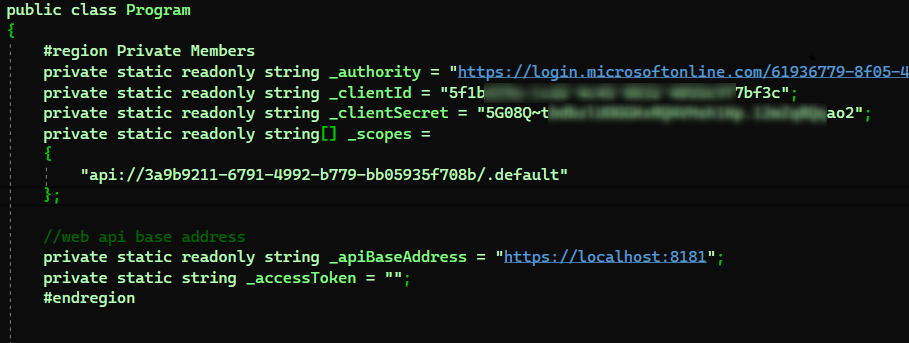 public class Program
{
#region Private Members
private static readonly string _authority = "https://login.microsoftonline.com/61936779-8f05-4
private static readonly string _clientId = "5f1b 7bf3c";
private static readonly string _clientSecret = "5G08Q~t ao2";
private static readonly string[] _scopes =
{
"api://3a9b9211-6791-4992-b779-bb05935f708b/.default"
};
//web api base address
private static readonly string _apiBaseAddress = "https://localhost:8181";
private static string _accessToken = "";
#endregion